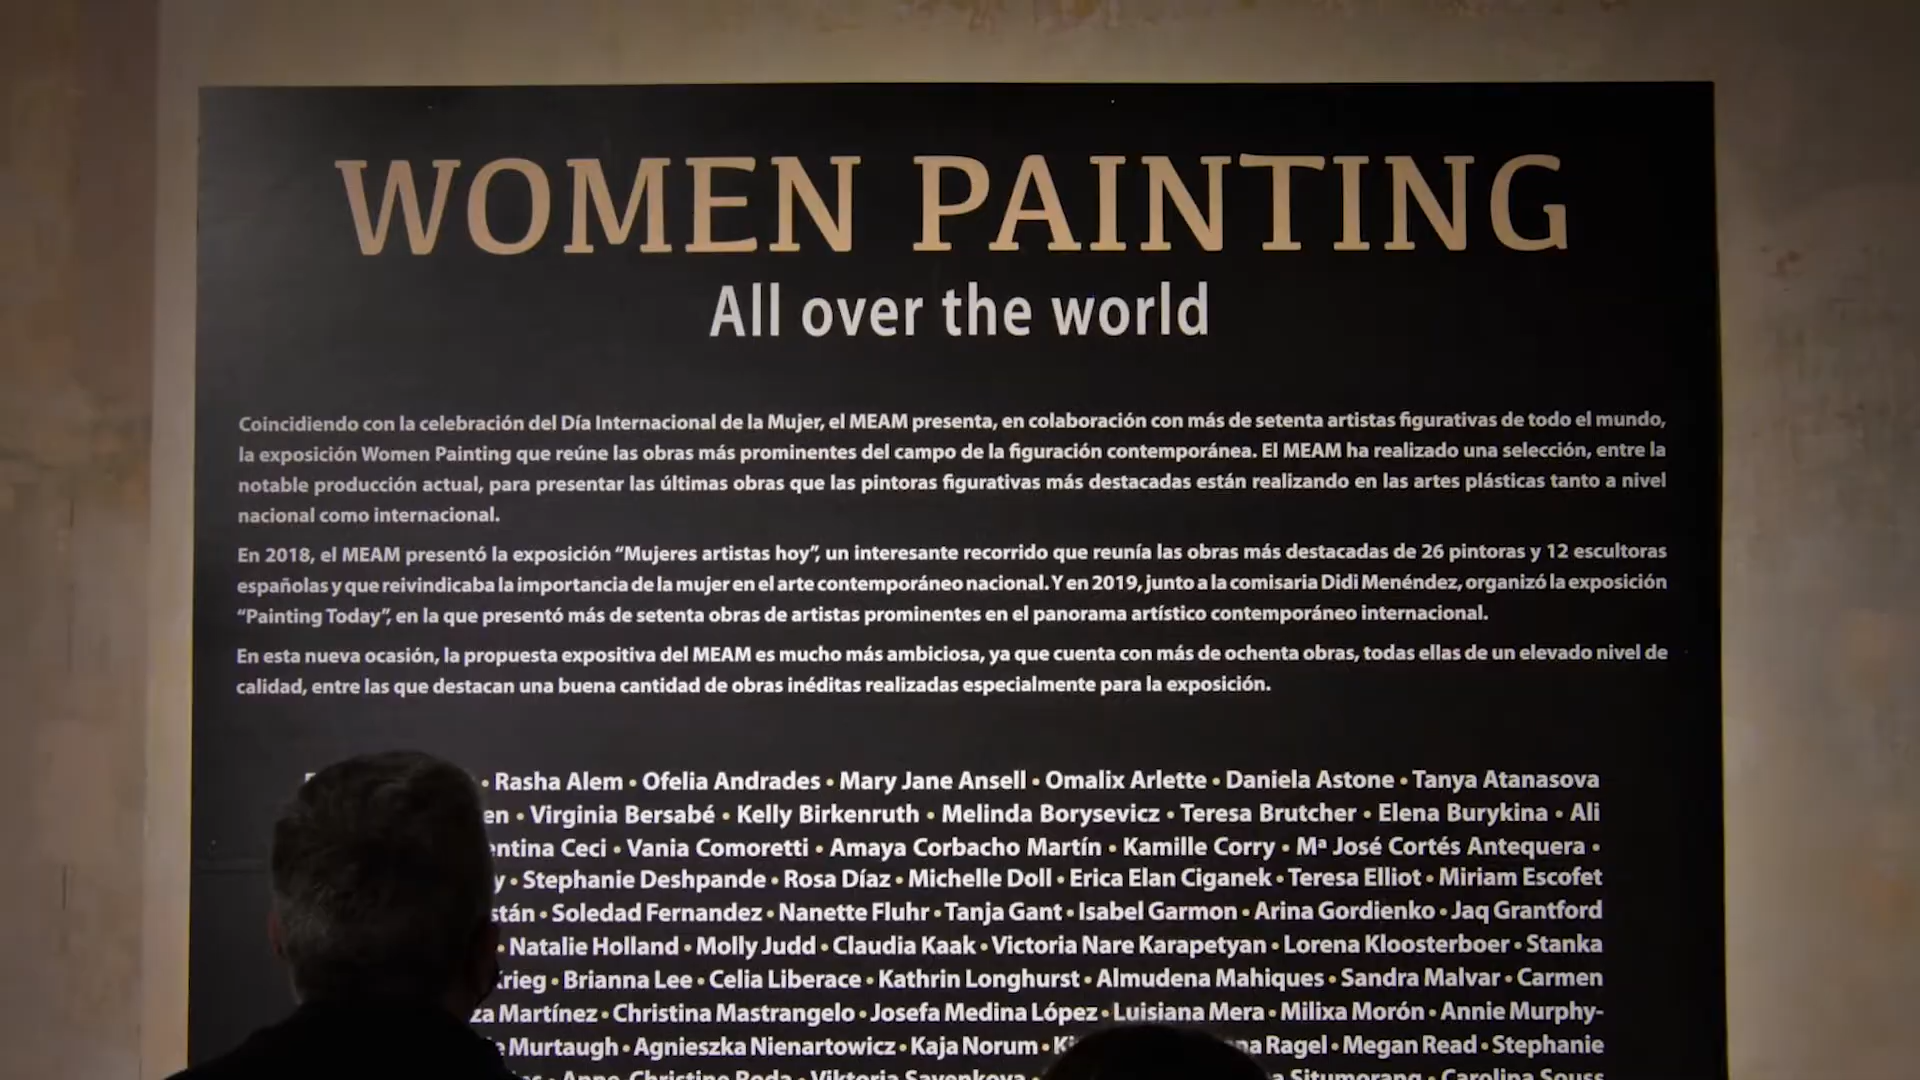 WOMEN PAINTING
All over the world
Coincidiendo con la celebración del Día Internacional de la Mujer, el MEAM presenta, en colaboración con más de setenta artistas figurativas de todo el mundo,
la exposición Women Painting que reúne las obras más prominentes del campo de la figuración contemporánea. El MEAM ha realizado una selección, entre la
notable producción actual, para presentar las últimas obras que las pintoras figurativas más destacadas están realizando en las artes plásticas tanto a nivel
nacional como internacional.
En 2018, el MEAM presentó la exposición “Mujeres artistas hoy”, un interesante recorrido que reunía las obras más destacadas de 26 pintoras y 12 escultoras
españolas y que reivindicaba la importancia de la mujer en el arte contemporáneo nacional. Y en 2019, junto a la comisaria Didi Menéndez, organizó la exposición
“Painting Today”, en la que presentó más de setenta obras de artistas prominentes en el panorama artístico contemporáneo internacional.
En esta nueva ocasión, la propuesta expositiva del MEAM es mucho más ambiciosa, ya que cuenta con más de ochenta obras, todas ellas de un elevado nivel de
calidad, entre las que destacan una buena cantidad de obras inéditas realizadas especialmente para la exposición.
• Rasha Alem • Ofelia Andrades • Mary Jane Ansell • Omalix Arlette • Daniela Astone • Tanya Atanasova
• Virginia Bersabé • Kelly Birkenruth • Melinda Borysevicz • Teresa Brutcher • Elena Burykina • Ali
Ceci • Vania Comoretti • Amaya Corbacho Martín • Kamille Corry • Mª José Cortés Antequera •
• Stephanie Deshpande • Rosa Díaz • Michelle Doll • Erica Elan Ciganek • Teresa Elliot • Miriam Escofet
• Soledad Fernandez • Nanette Fluhr • Tanja Gant • Isabel Garmon • Arina Gordienko • Jaq Grantford
• Natalie Holland • Molly Judd • Claudia Kaak • Victoria Nare Karapetyan • Lorena Kloosterboer • Stanka
Krieg • Brianna Lee • Celia Liberace • Kathrin Longhurst • Almudena Mahiques • Sandra Malvar • Carmen
Martínez • Christina Mastrangelo • Josefa Medina López • Luisiana Mera • Milixa Morón • Annie Murphy-
Murtaugh • Agnieszka Nienartowicz • Kaja Norum • Ragel • Megan Read • Stephanie
Anne-Christine Roda • Viktoria Savenkova • Situmorang • Carolina